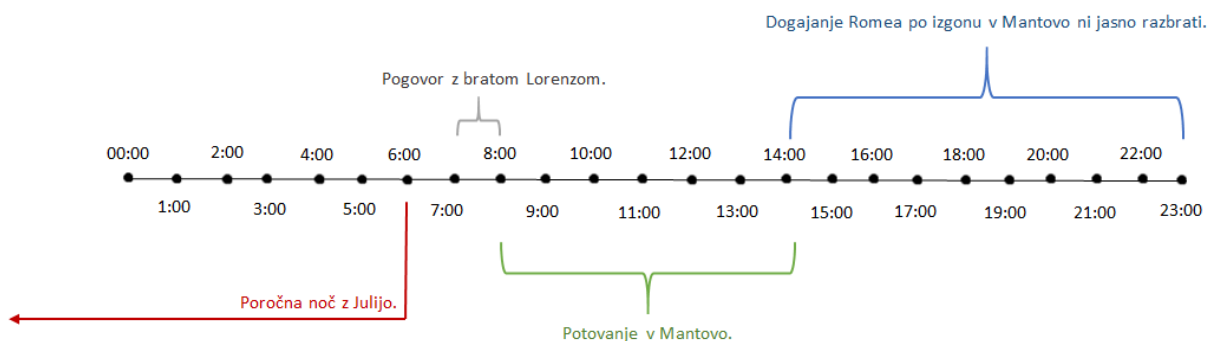 Dogajanje Romea po izgonu v Mantovo ni jasno razbrati.
Pogovor z bratom Lorenzom.
00:00 2:00 4:00 6:00 8:00 10:00 12:00 14:00 16:00 18:00 20:00 22:00
1:00 3:00 5:00 7:00 9:00 11:00 13:00 15:00 17:00 19:00 21:00 23:00
Poročna noč z Julijo.
Potovanje v Mantovo.